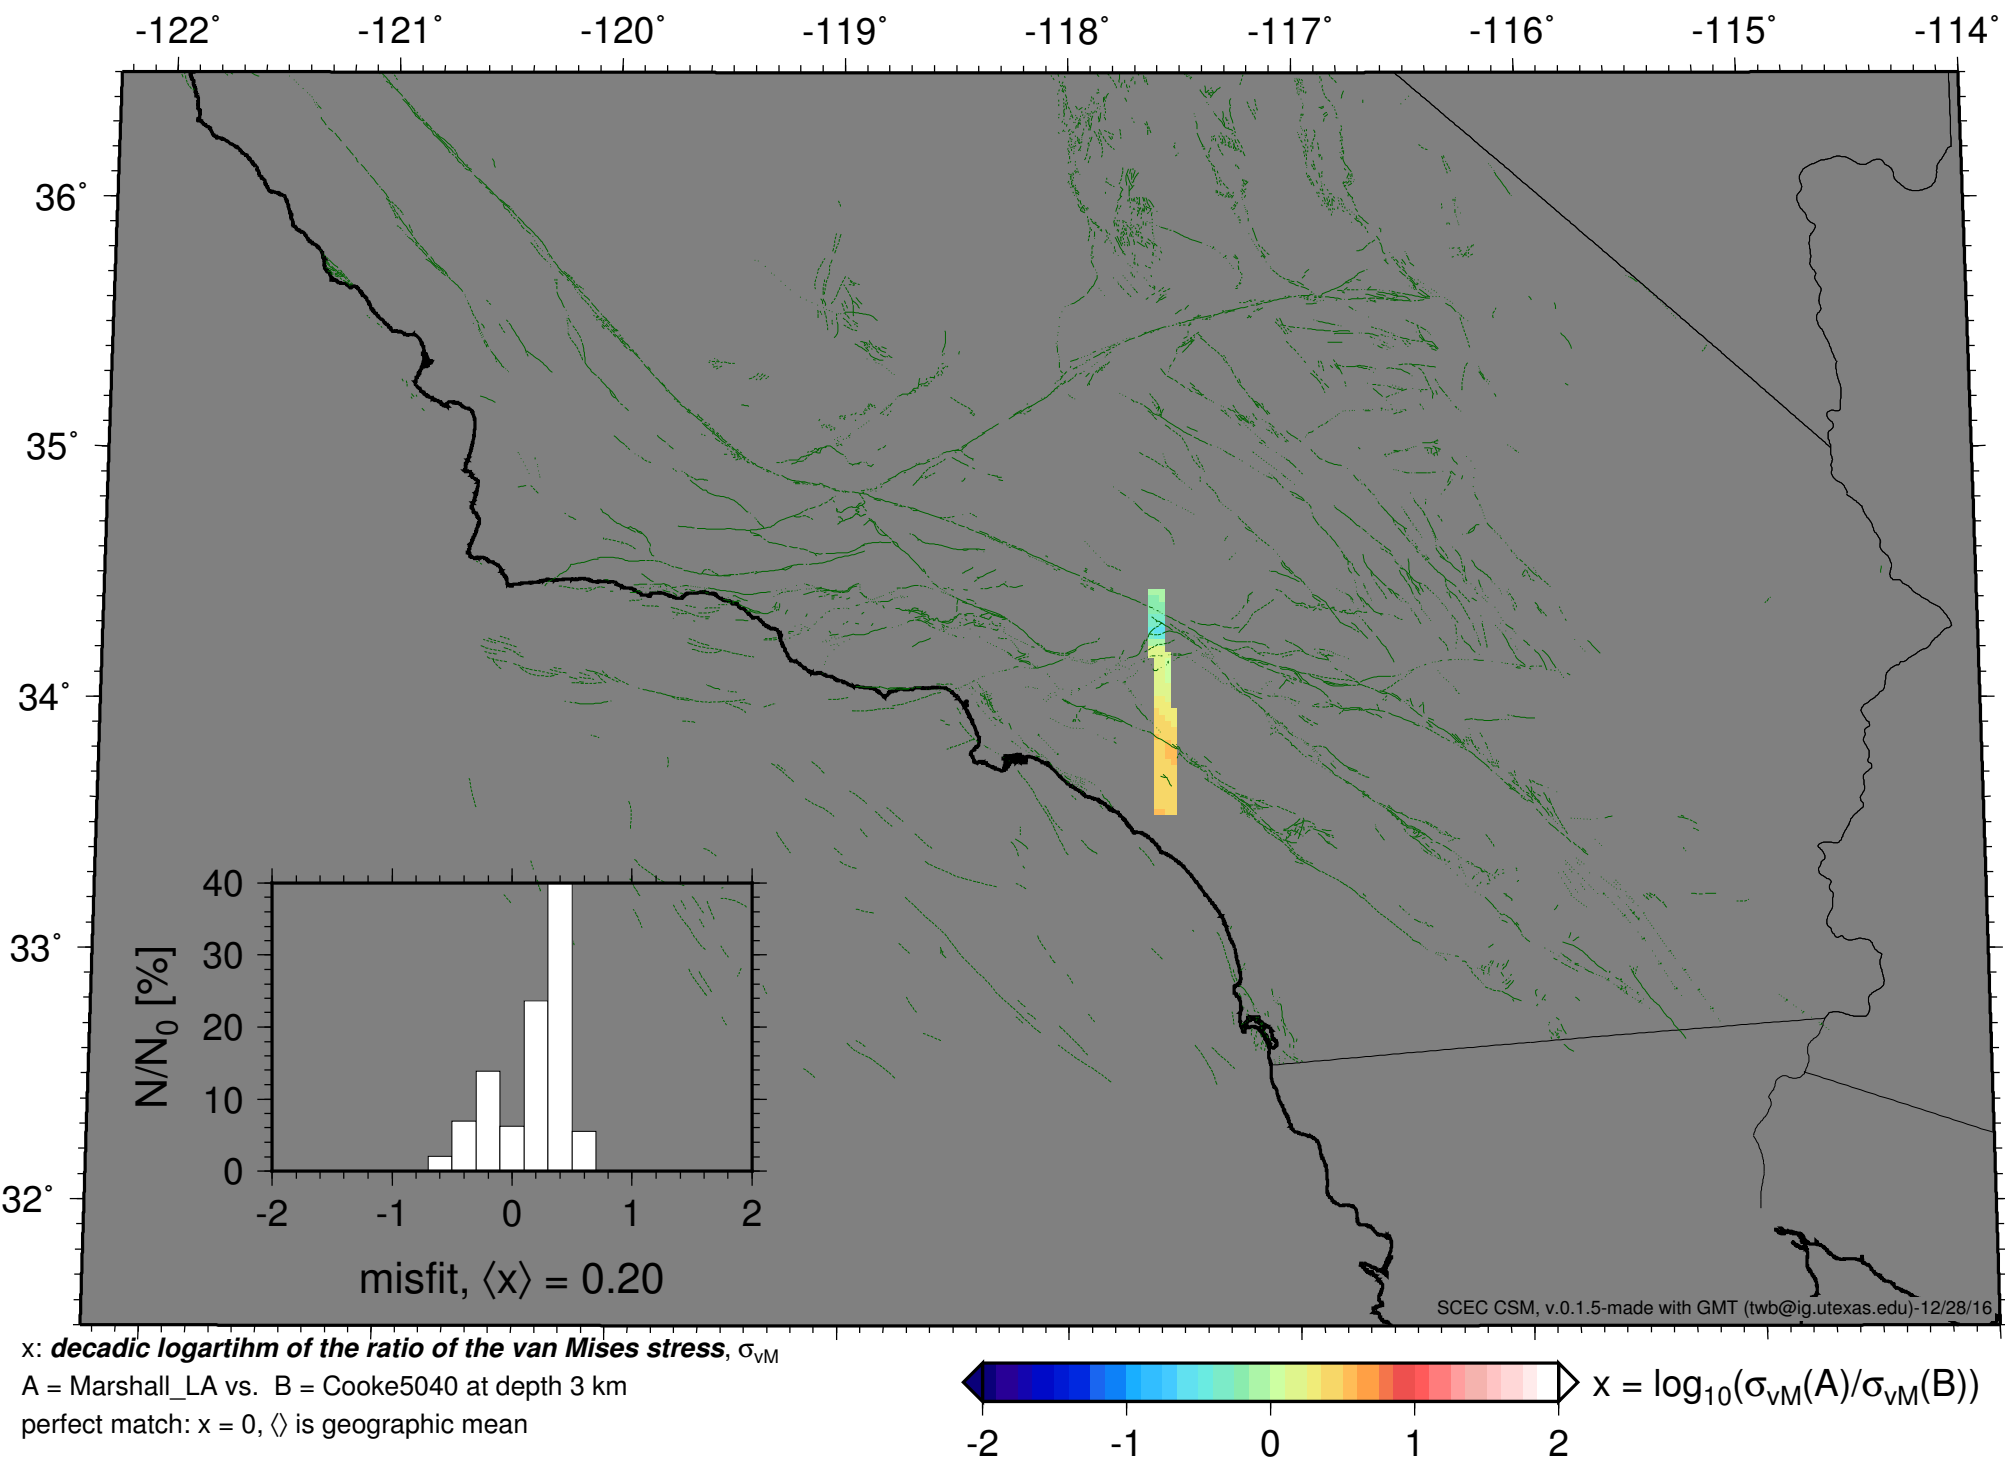 -122˚ -121˚ -120˚ -119˚ -118˚ -117˚ -116˚ -115˚ -114˚
36˚
35˚
34˚
33˚
32˚
40
30
20
10
0
N/N0 [%]
-2 -1 0 1 2
misfit, ⟨x⟩ = 0.20
SCEC CSM, v.0.1.5-made with GMT (twb@ig.utexas.edu)-12/28/16
x: decadic logartihm of the ratio of the van Mises stress, σvM
A = Marshall_LA vs. B = Cooke5040 at depth 3 km
perfect match: x = 0, ⟨⟩ is geographic mean
x = log10(σvM(A)/σvM(B))
-2 -1 0 1 2